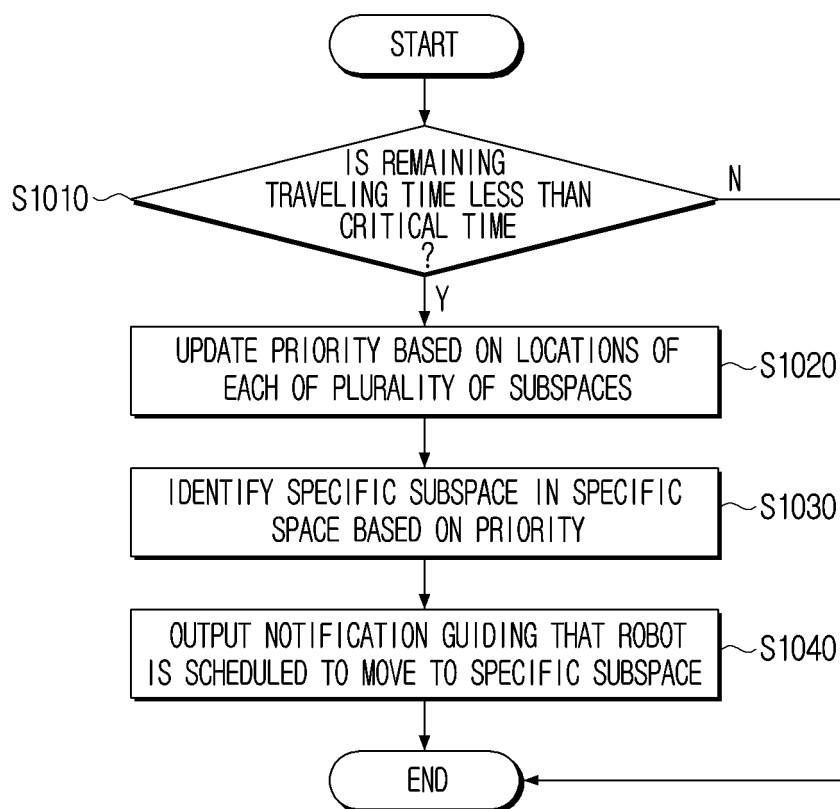 START
IS REMAINING
TRAVELING TIME LESS THAN
CRITICAL TIME
?
S1010
N
Y
UPDATE PRIORITY BASED ON LOCATIONS OF
EACH OF PLURALITY OF SUBSPACES
S1020
IDENTIFY SPECIFIC SUBSPACE IN SPECIFIC
SPACE BASED ON PRIORITY
S1030
OUTPUT NOTIFICATION GUIDING THAT ROBOT
IS SCHEDULED TO MOVE TO SPECIFIC SUBSPACE
S1040
END